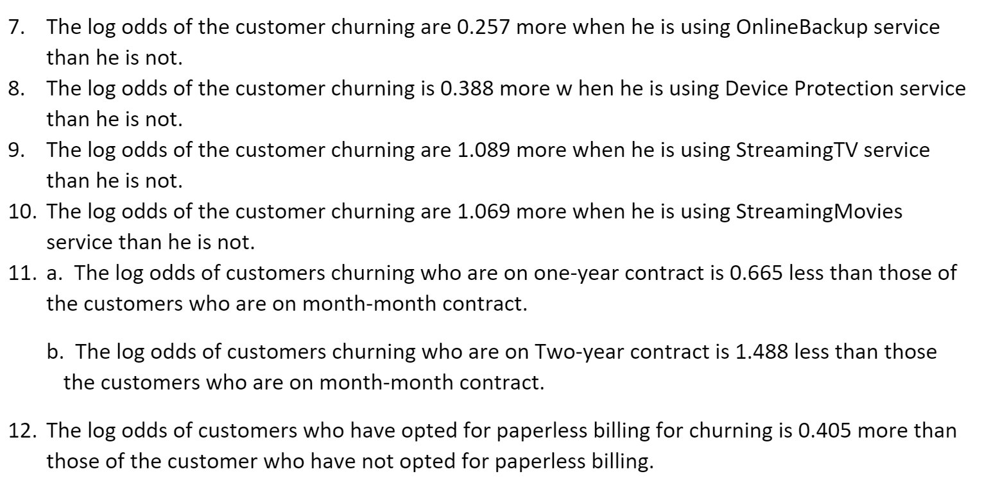 7. The log odds of the customer churning are 0.257 more when he is using OnlineBackup service
than he is not.
8. The log odds of the customer churning is 0.388 more w hen he is using Device Protection service
than he is not.
9. The log odds of the customer churning are 1.089 more when he is using StreamingTV service
than he is not.
10. The log odds of the customer churning are 1.069 more when he is using StreamingMovies
service than he is not.
11. a. The log odds of customers churning who are on one-year contract is 0.665 less than those of
the customers who are on month-month contract.
b. The log odds of customers churning who are on Two-year contract is 1.488 less than those
the customers who are on month-month contract.
12. The log odds of customers who have opted for paperless billing for churning is 0.405 more than
those of the customer who have not opted for paperless billing.